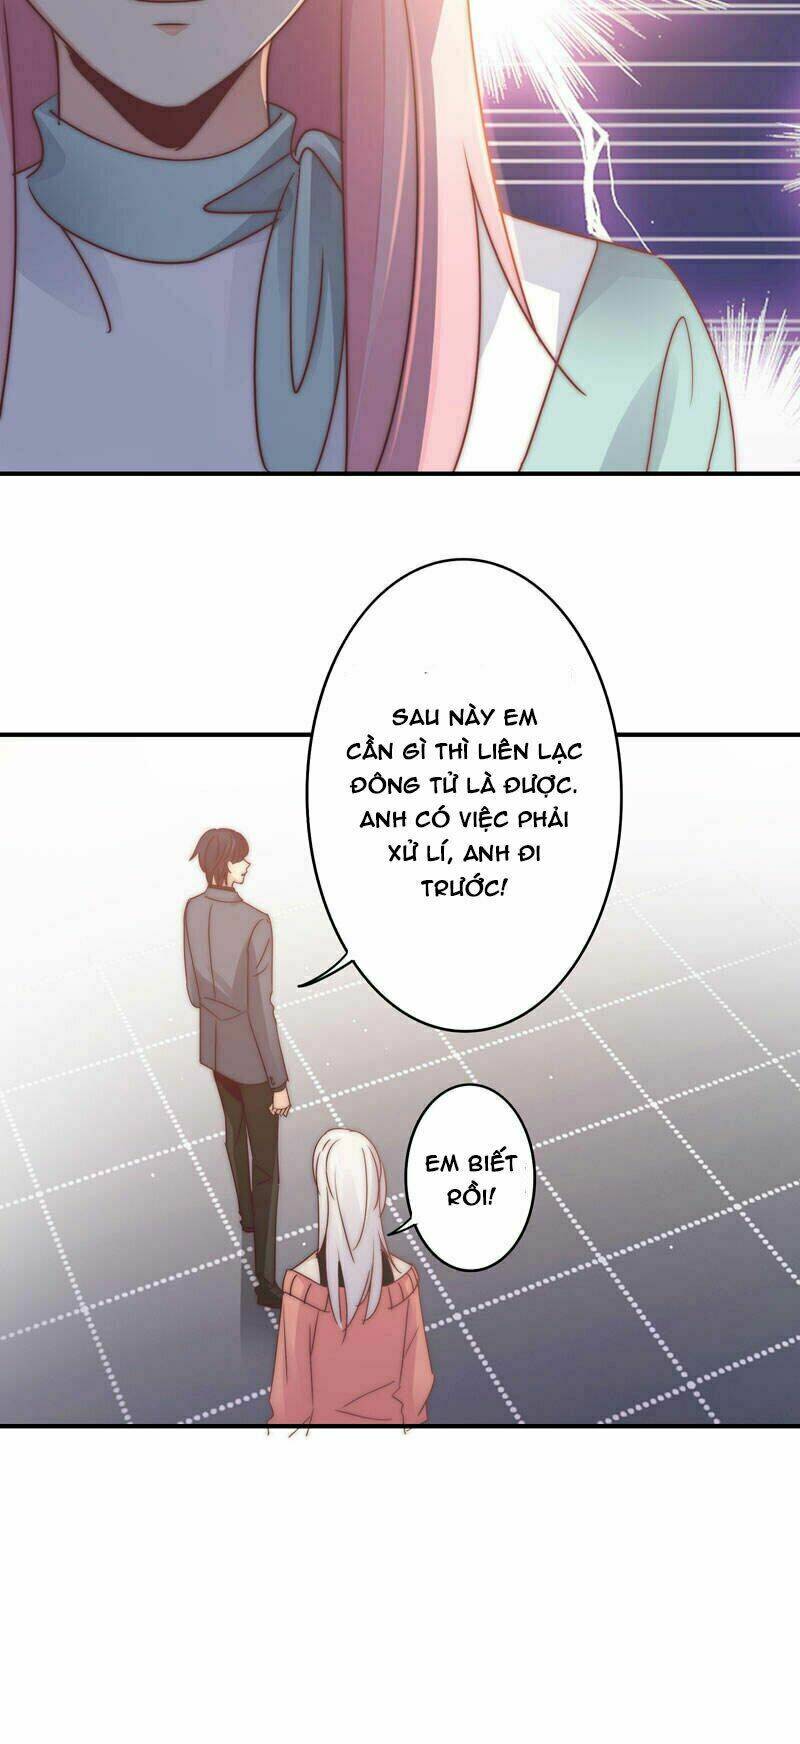 SAU NÀY EM
CẦN GÌ THÌ LIÊN LẠC
ĐÔNG TỬ LÀ ĐƯỢC.
ANH CÓ VIỆC PHẢI
XỬ LÍ, ANH ĐI
TRƯỚC!
EM BIẾT
RỒI!